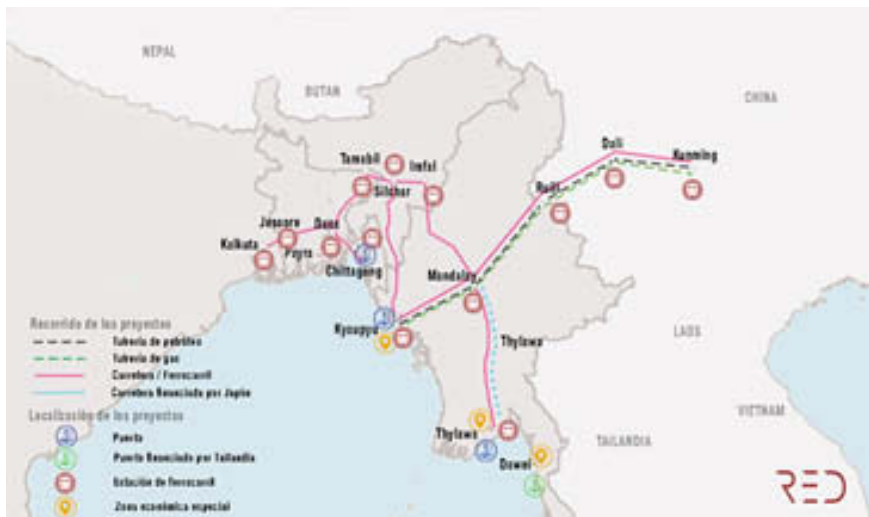 NEPAL
BUTAN
CHINA
Dali
Kunming
Tamabil
Imfal
Silchar
Ruili
Jessore
Kolkata
Payra
Chittagong
Mandalay
Kyaupyu
Thylawa
Recorrido de los proyectos
Tubería de petróleo
Tubería de gas
Carretera / Ferrocarril
Carretera financiada por Japón
LAOS
VIETNAM
TAILANDIA
Localización de los proyectos
Puerto
Puerto financiado por Tailandia
Estación de ferrocarril
Zona económica especial
Thylawa
Dawei
RED